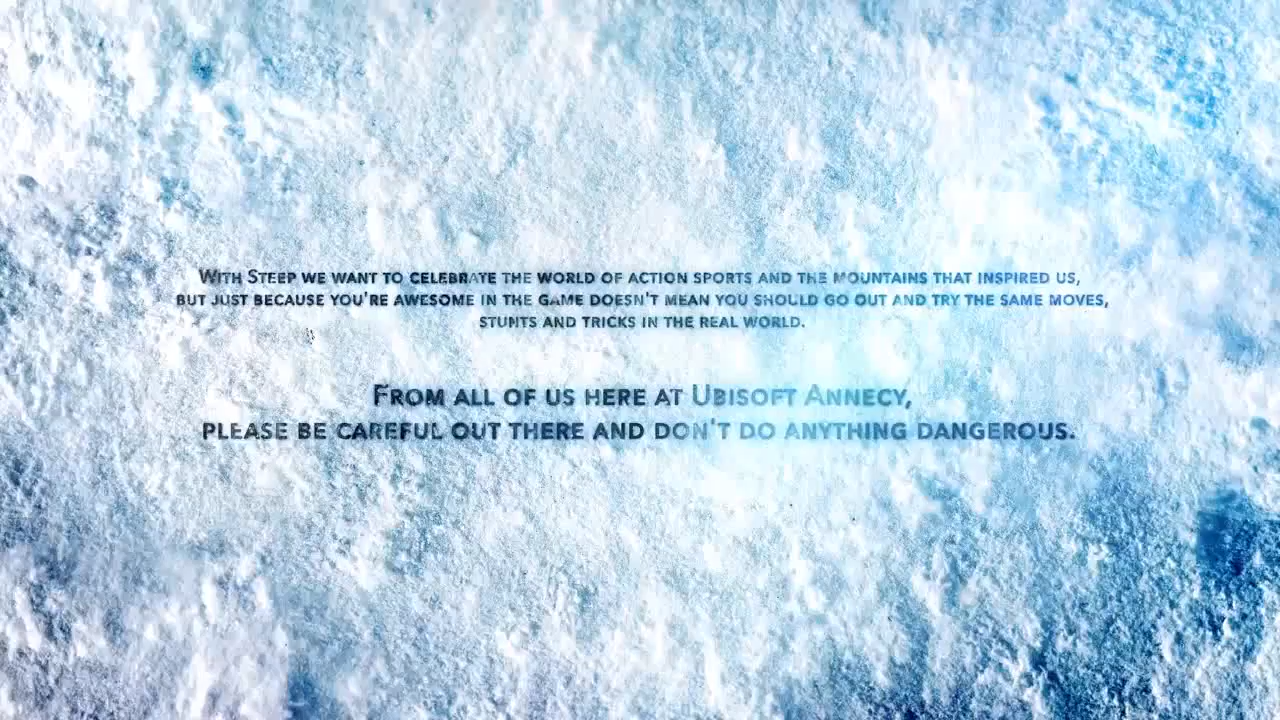 With Steep we want to celebrate the world of action sports and the mountains that inspired us,
but just because you're awesome in the game doesn't mean you should go out and try the same moves,
stunts and tricks in the real world.
From all of us here at Ubisoft Annecy,
please be careful out there and don't do anything dangerous.